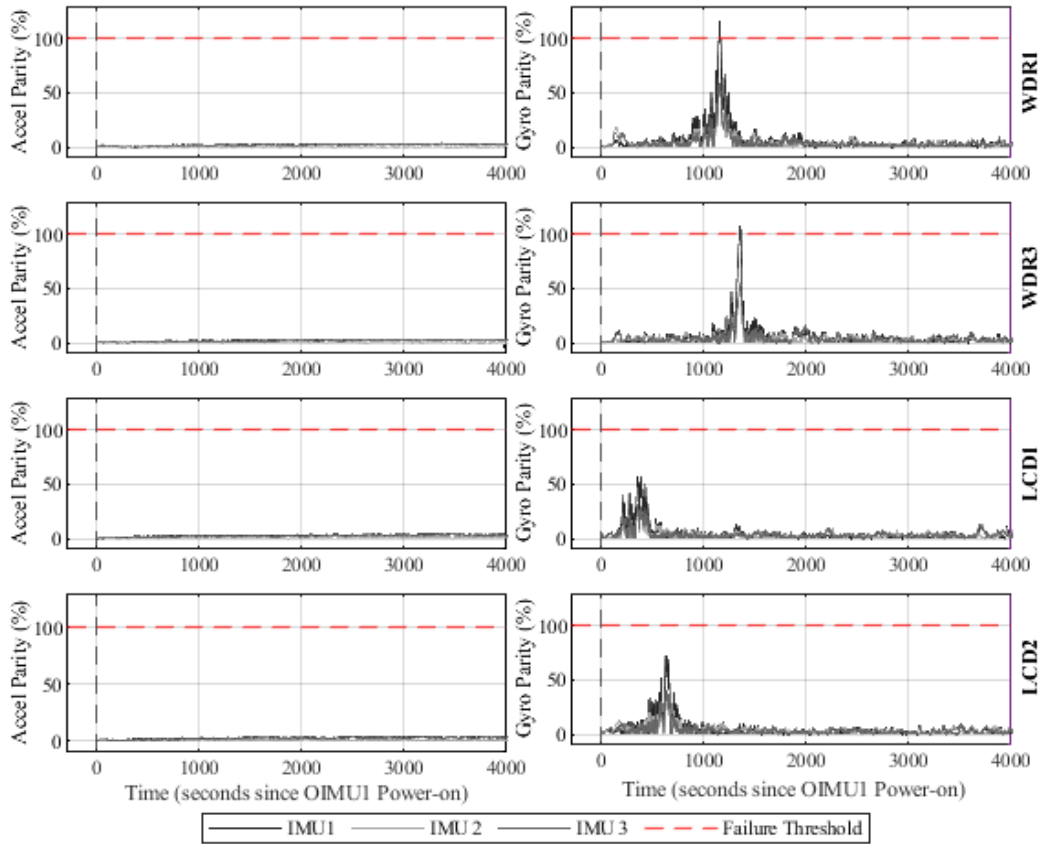 Accel Parity (%)
100
50
0
0 1000 2000 3000 4000
Gyro Parity (%)
100
50
0
0 1000 2000 3000 4000
WDR1
Accel Parity (%)
100
50
0
0 1000 2000 3000 4000
Gyro Parity (%)
100
50
0
0 1000 2000 3000 4000
WDR3
Accel Parity (%)
100
50
0
0 1000 2000 3000 4000
Gyro Parity (%)
100
50
0
0 1000 2000 3000 4000
LCD1
Accel Parity (%)
100
50
0
0 1000 2000 3000 4000
Gyro Parity (%)
100
50
0
0 1000 2000 3000 4000
LCD2
Time (seconds since OIMU1 Power-on)
Time (seconds since OIMU1 Power-on)
IMU1 IMU 2 IMU 3 Failure Threshold